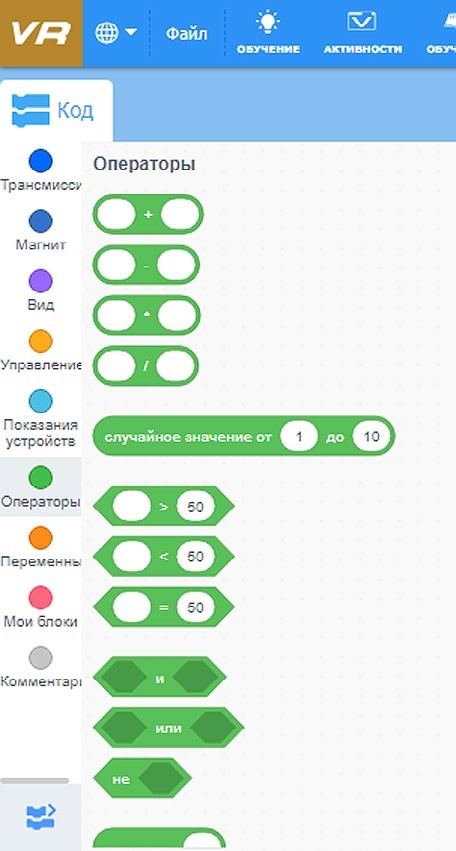 VR
Файл
ОБУЧЕНИЕ
АКТИВНОСТИ
ОБУЧ
Код
Операторы
Трансмисси
Магнит
Вид
Управление
Показания
устройств
Операторы
Переменны
Мои блоки
Комментари
+
-
*
/
случайное значение от 1 до 10
> 50
< 50
= 50
и
или
не